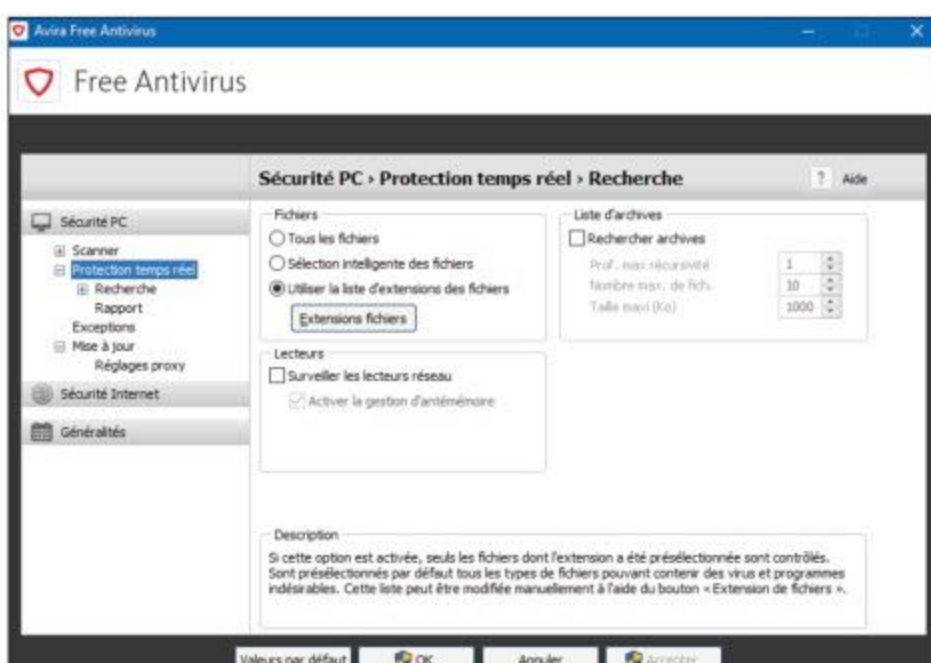 Avira Free Antivirus
Free Antivirus
Sécurité PC › Protection temps réel › Recherche
? Aide
Sécurité PC
Scanner
Protection temps réel
Recherche
Rapport
Exceptions
Mise à jour
Réglages proxy
Sécurité Internet
Généralités
Fichiers
Tous les fichiers
Sélection intelligente des fichiers
Utiliser la liste d'extensions des fichiers
Extensions fichiers
Lecteurs
Surveiller les lecteurs réseau
Activer la gestion d'antémémoire
Liste d'archives
Rechercher archives
Prof. max récursivité 1
Nombre max. de fich. 10
Taille maxi (Ko) 1000
Description
Si cette option est activée, seuls les fichiers dont l'extension a été présélectionnée sont contrôlés.
Sont présélectionnés par défaut tous les types de fichiers pouvant contenir des virus et programmes
indésirables. Cette liste peut être modifiée manuellement à l'aide du bouton « Extension de fichiers ».
Valeurs par défaut OK Annuler Accepter